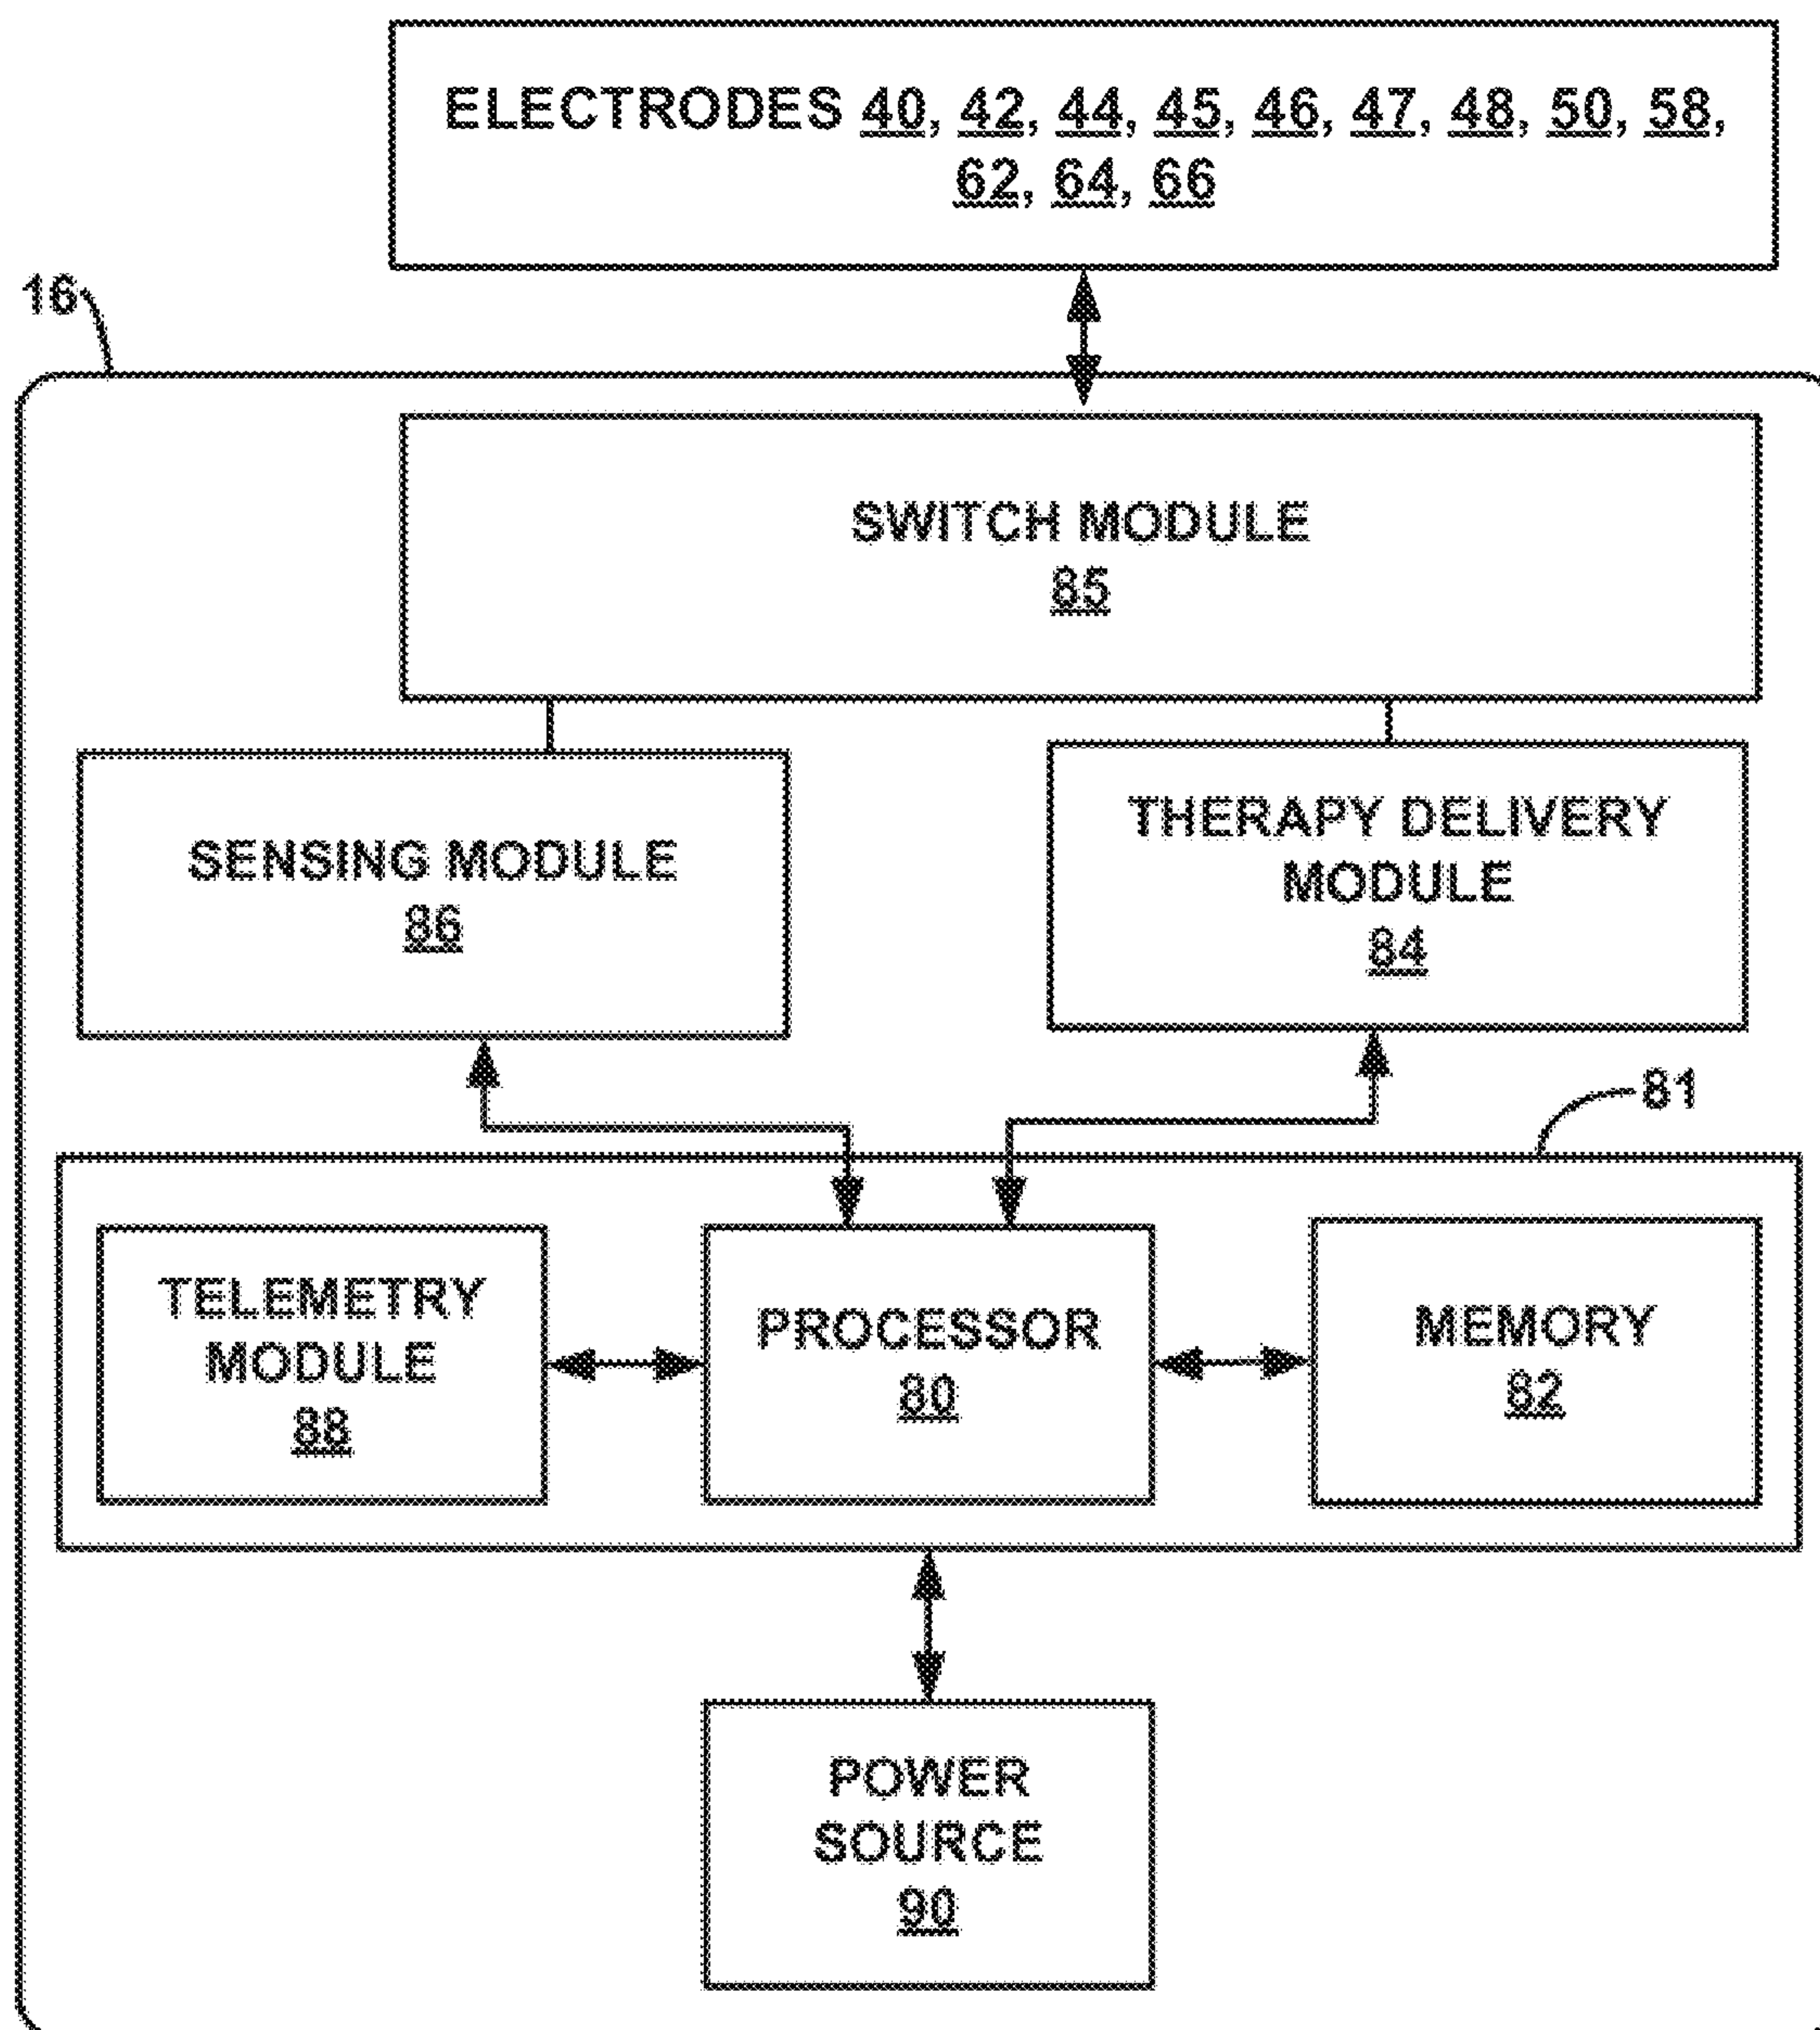 ELECTRODES 40, 42, 44, 45, 46, 47, 48, 50, 58,
62, 64, 66
16
SWITCH MODULE
85
SENSING MODULE
86
THERAPY DELIVERY
MODULE
84
81
TELEMETRY
MODULE
88
PROCESSOR
80
MEMORY
82
POWER
SOURCE
90